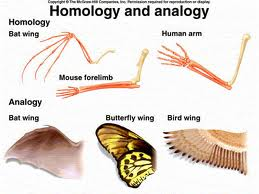 Copyright © The McGraw-Hill Companies, Inc. Permission required for reproduction or display.
Homology and analogy
Homology
Bat wing
Human arm
Mouse forelimb
Analogy
Bat wing
Butterfly wing
Bird wing